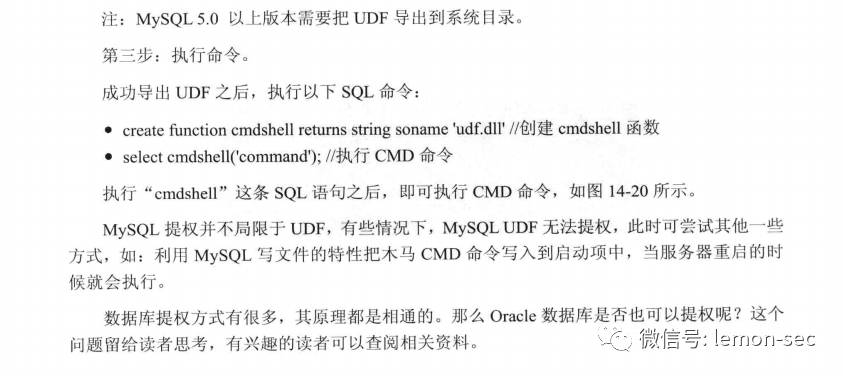 注：MySQL 5.0 以上版本需要把 UDF 导出到系统目录。
第三步：执行命令。
成功导出 UDF 之后，执行以下 SQL 命令：
● create function cmdshell returns string soname 'udf.dll' //创建 cmdshell 函数
● select cmdshell('command'); //执行 CMD 命令
执行“cmdshell”这条 SQL 语句之后，即可执行 CMD 命令，如图 14-20 所示。
MySQL 提权并不局限于 UDF，有些情况下，MySQL UDF 无法提权，此时可尝试其他一些
方式，如：利用 MySQL 写文件的特性把木马 CMD 命令写入到启动项中，当服务器重启的时
候就会执行。
数据库提权方式有很多，其原理都是相通的。那么 Oracle 数据库是否也可以提权呢？这个
问题留给读者思考，有兴趣的读者可以查阅相关资料。
微信号: lemon-sec